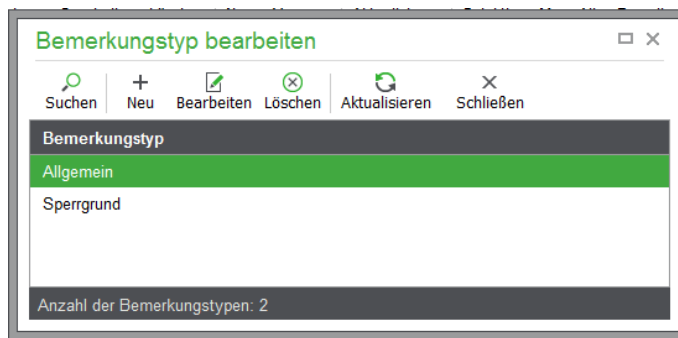 Bemerkungstyp bearbeiten
Suchen Neu Bearbeiten Löschen Aktualisieren Schließen
Bemerkungstyp
Allgemein
Sperrgrund
Anzahl der Bemerkungstypen: 2